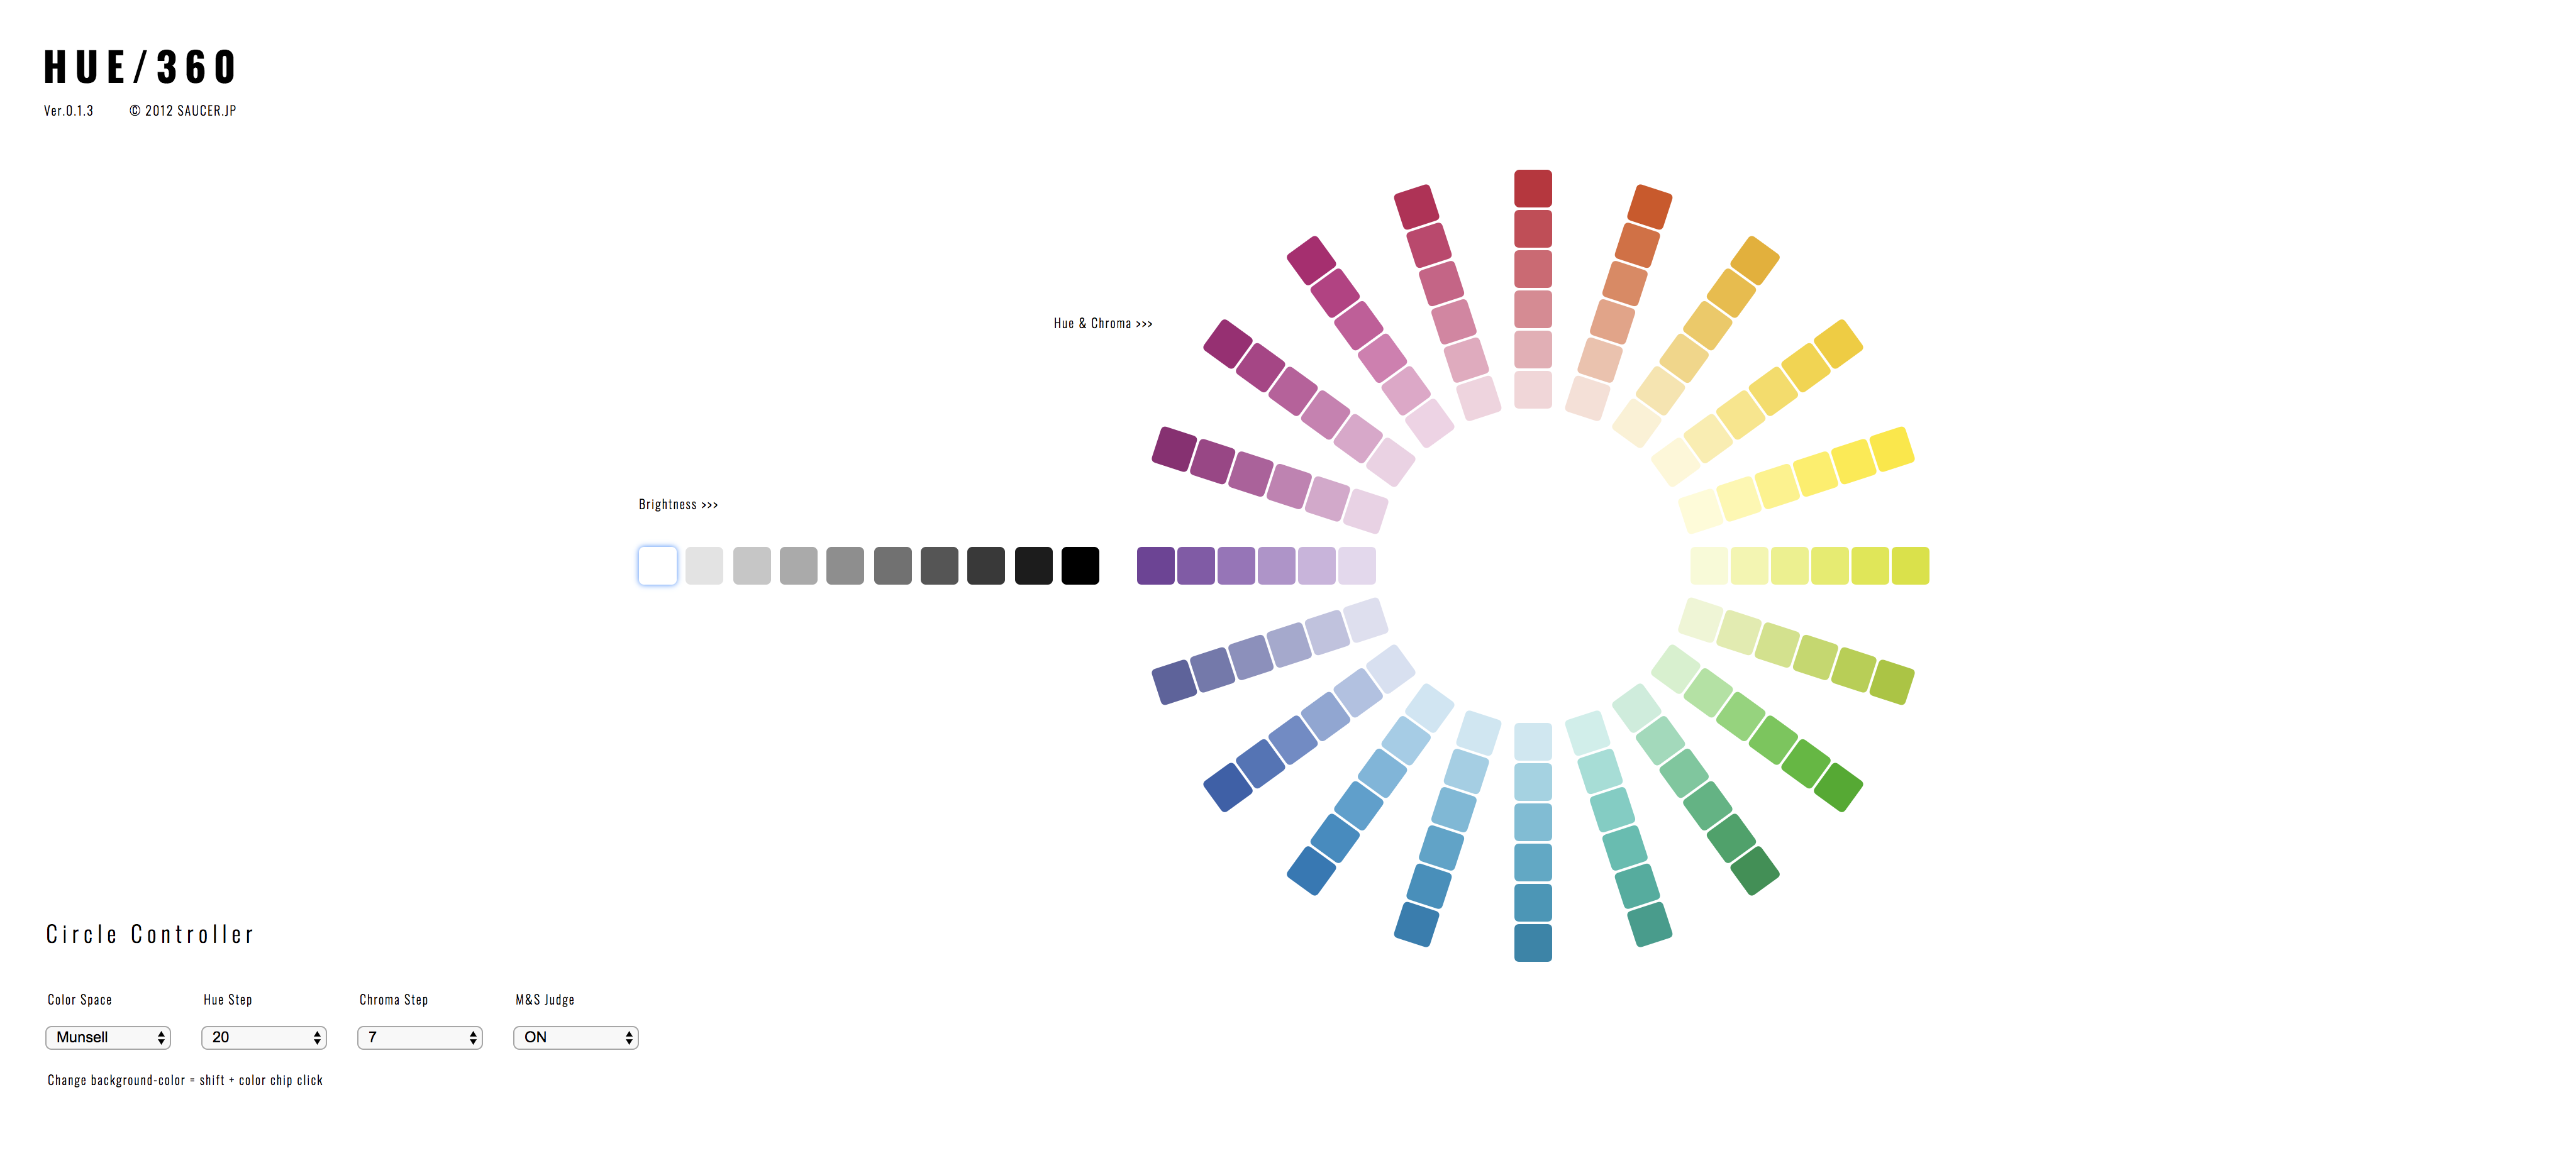 HUE/360
Ver.0.1.3 © 2012 SAUCER.JP
Hue & Chroma >>>
Brightness >>>
Circle Controller
Color Space Hue Step Chroma Step M&S Judge
Munsell 20 7 ON
Change background-color = shift + color chip click